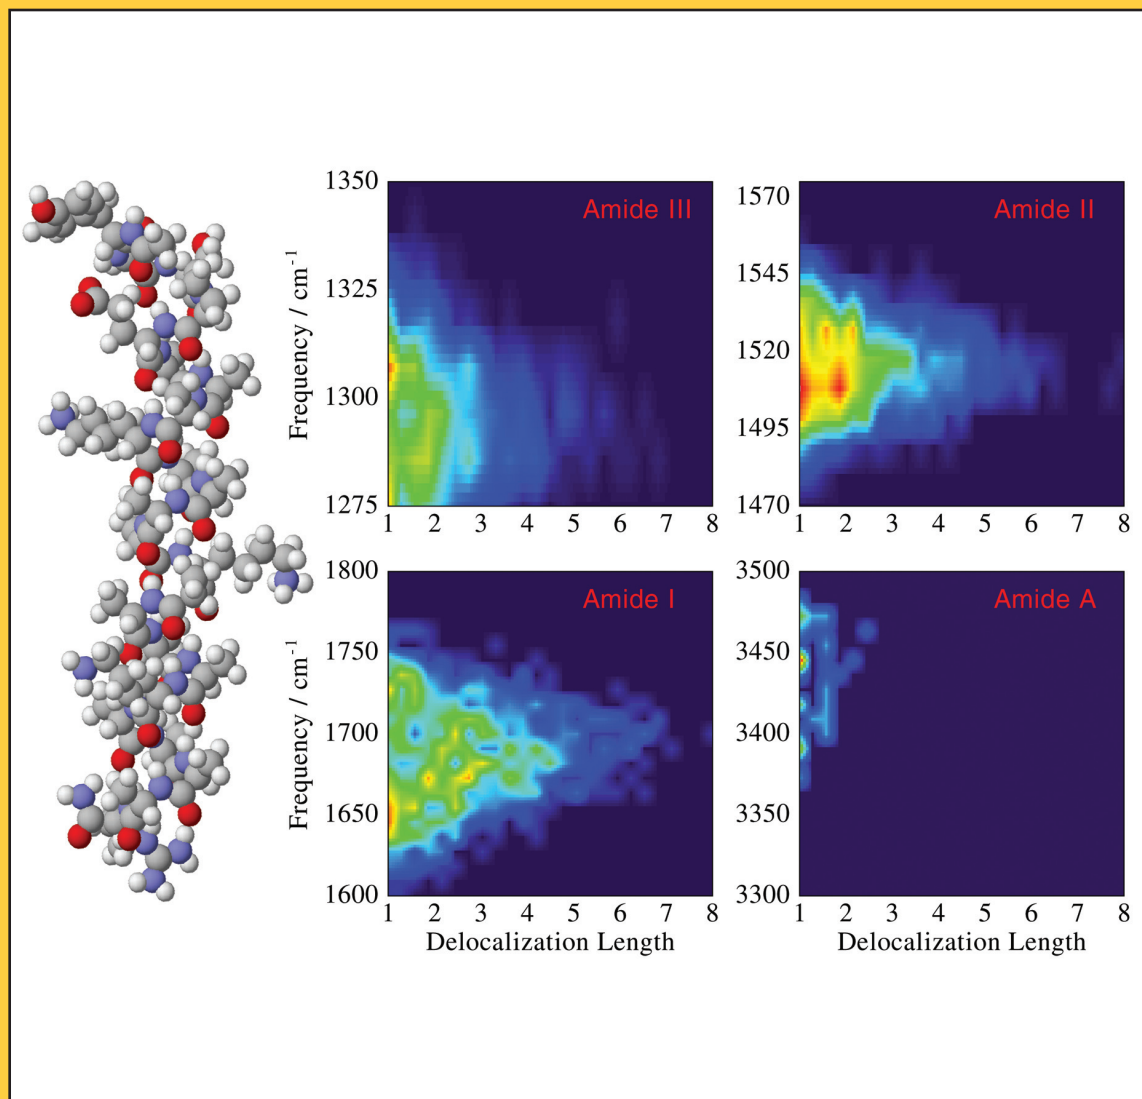 Amide III
1350
1325
1300
1275
Frequency / cm⁻¹
1 2 3 4 5 6 7 8
Amide II
1570
1545
1520
1495
1470
1 2 3 4 5 6 7 8
Amide I
1800
1750
1700
1650
1600
Frequency / cm⁻¹
1 2 3 4 5 6 7 8
Delocalization Length
Amide A
3500
3450
3400
3350
3300
1 2 3 4 5 6 7 8
Delocalization Length